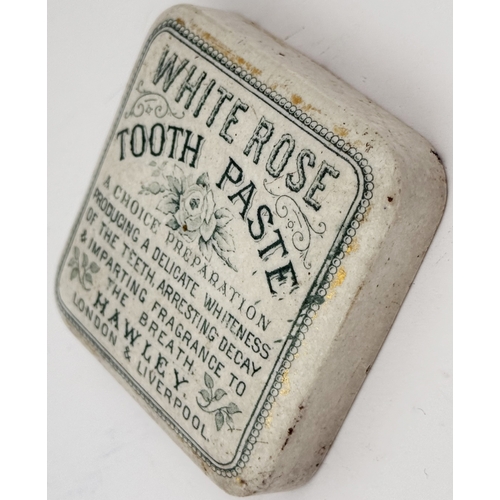 WHITE ROSE
TOOTH PASTE
A CHOICE PREPARATION
PRODUCING A DELICATE WHITENESS
OF THE TEETH, ARRESTING DECAY
& IMPARTING FRAGRANCE TO
THE BREATH.
HAWLEY
LONDON & LIVERPOOL.